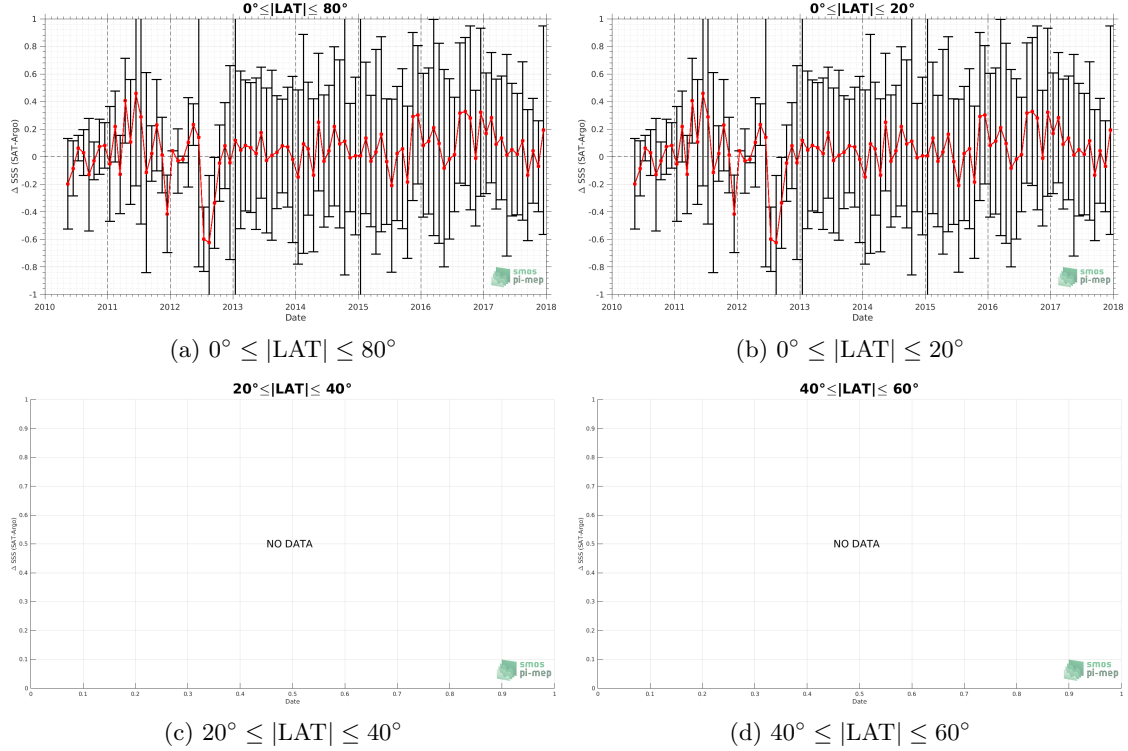 0°≤|LAT|≤ 80°
1
0.8
0.6
0.4
0.2
0
-0.2
-0.4
-0.6
-0.8
-1
Δ SSS (SAT-Argo)
2010 2011 2012 2013 2014 2015 2016 2017 2018
Date
smos
pi-mep
(a) 0° ≤ |LAT| ≤ 80°
0°≤|LAT|≤ 20°
1
0.8
0.6
0.4
0.2
0
-0.2
-0.4
-0.6
-0.8
-1
Δ SSS (SAT-Argo)
2010 2011 2012 2013 2014 2015 2016 2017 2018
Date
smos
pi-mep
(b) 0° ≤ |LAT| ≤ 20°
20°≤|LAT|≤ 40°
1
0.9
0.8
0.7
0.6
0.5
0.4
0.3
0.2
0.1
0
Δ SSS (SAT-Argo)
NO DATA
0 0.1 0.2 0.3 0.4 0.5 0.6 0.7 0.8 0.9 1
Date
smos
pi-mep
(c) 20° ≤ |LAT| ≤ 40°
40°≤|LAT|≤ 60°
1
0.9
0.8
0.7
0.6
0.5
0.4
0.3
0.2
0.1
0
Δ SSS (SAT-Argo)
NO DATA
0 0.1 0.2 0.3 0.4 0.5 0.6 0.7 0.8 0.9 1
Date
smos
pi-mep
(d) 40° ≤ |LAT| ≤ 60°